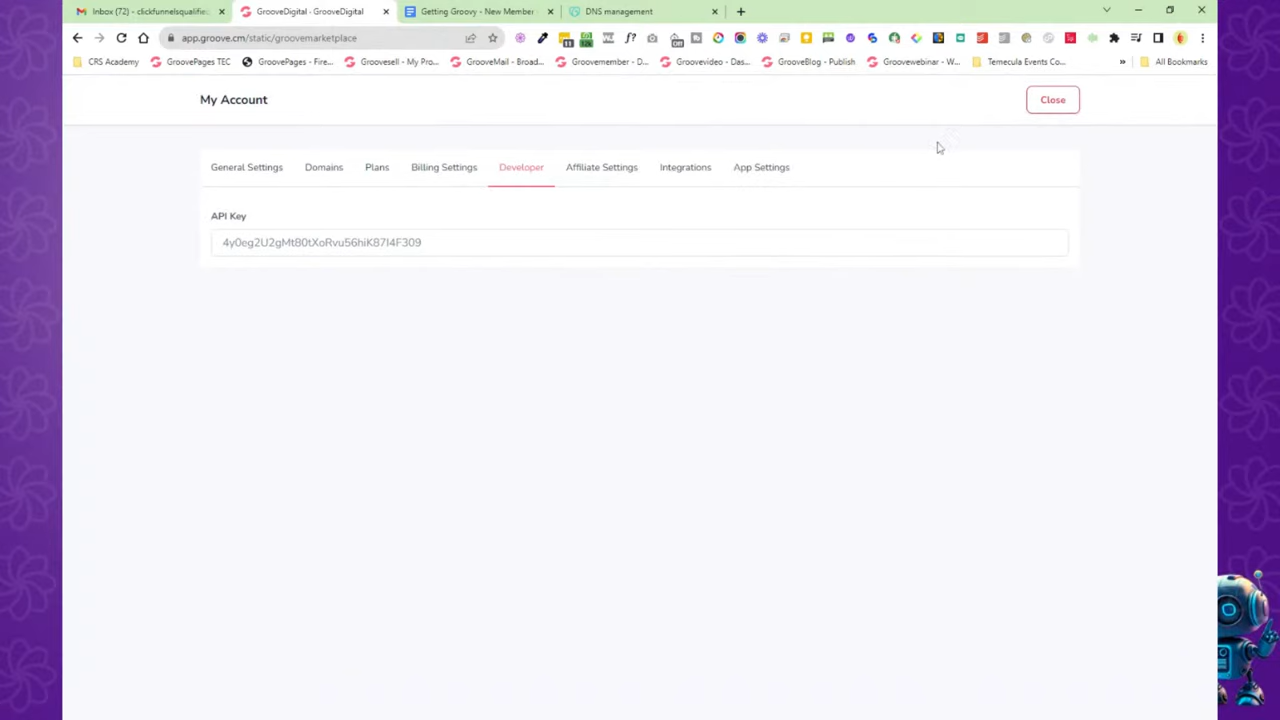 Inbox (72) - clickfunnelsqualifie
GrooveDigital - GrooveDigital
Getting Groovy - New Member
DNS management
app.groove.cm/static/groovemarketplace
CRS Academy
GroovePages TEC
GroovePages - Fire...
Groovesell - My Pro...
GrooveMail - Broad...
Groovemember - D...
Groovevideo - Das...
GrooveBlog - Publish
Groovewebinar - W...
Temecula Events Co...
»
All Bookmarks
My Account
Close
General Settings
Domains
Plans
Billing Settings
Developer
Affiliate Settings
Integrations
App Settings
API Key
4y0eg2U2gMt80tXoRvu56hiK87I4F309